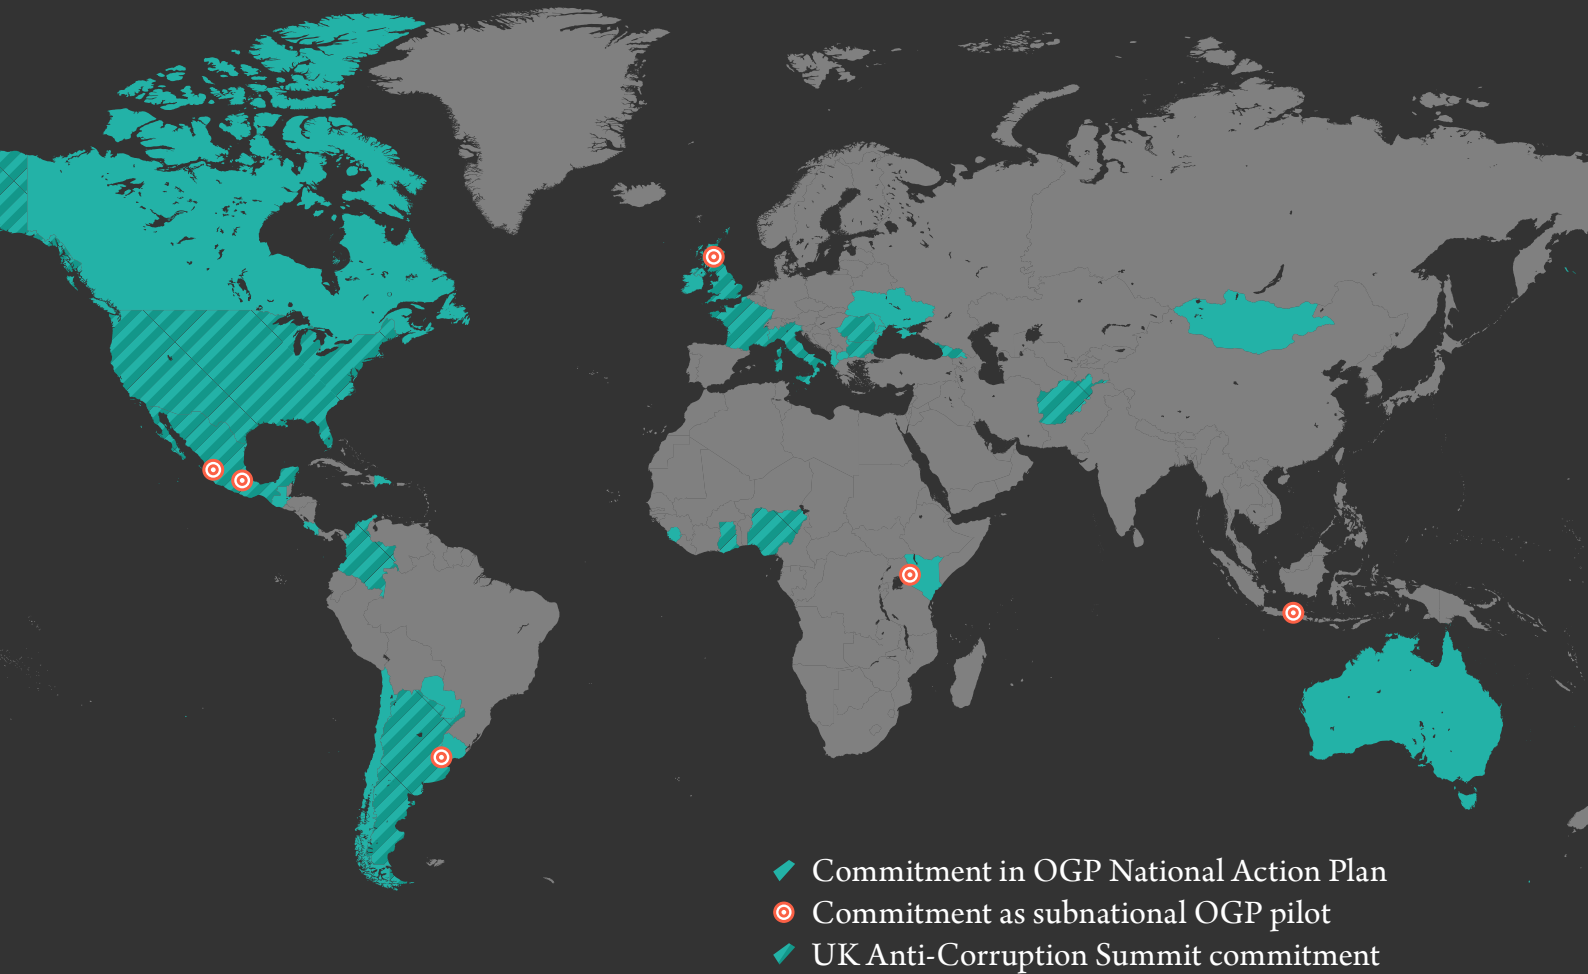 Commitment in OGP National Action Plan
Commitment as subnational OGP pilot
UK Anti-Corruption Summit commitment